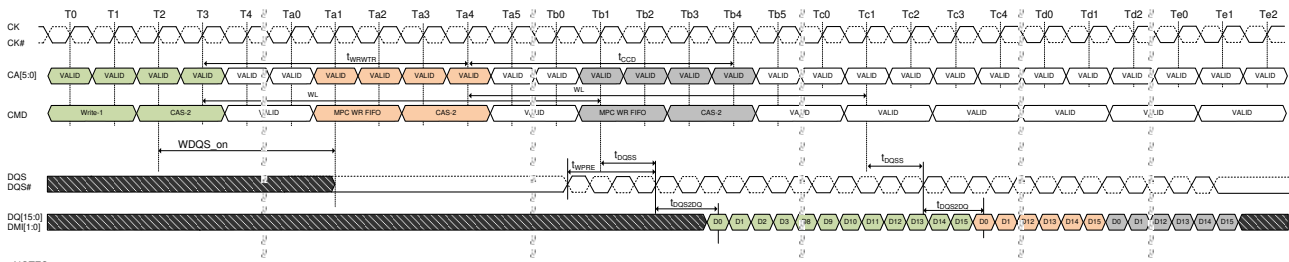 T0 T1 T2 T3 T4 Ta0 Ta1 Ta2 Ta3 Ta4 Ta5 Tb0 Tb1 Tb2 Tb3 Tb4 Tb5 Tc0 Tc1 Tc2 Tc3 Tc4 Td0 Td1 Td2 Te0 Te1 Te2
CK
CK#
tWRWTR tCCD
CA[5:0] VALID VALID VALID VALID VALID VALID VALID VALID VALID VALID VALID VALID VALID VALID VALID VALID VALID VALID VALID VALID VALID VALID VALID VALID VALID VALID VALID VALID
WL WL
CMD Write-1 CAS-2 VALID MPC WR FIFO CAS-2 VALID MPC WR FIFO CAS-2 VALID VALID VALID VALID VALID VALID
WDQS_on
tDQSS tDQSS
tWPRE
DQS
DQS#
tDQS2DQ tDQS2DQ
DQ[15:0]
DMI[1:0]
D0 D1 D2 D3 D8 D9 D10 D11 D12 D13 D14 D15 D0 D1 D12 D13 D14 D15 D0 D1 D12 D13 D14 D15